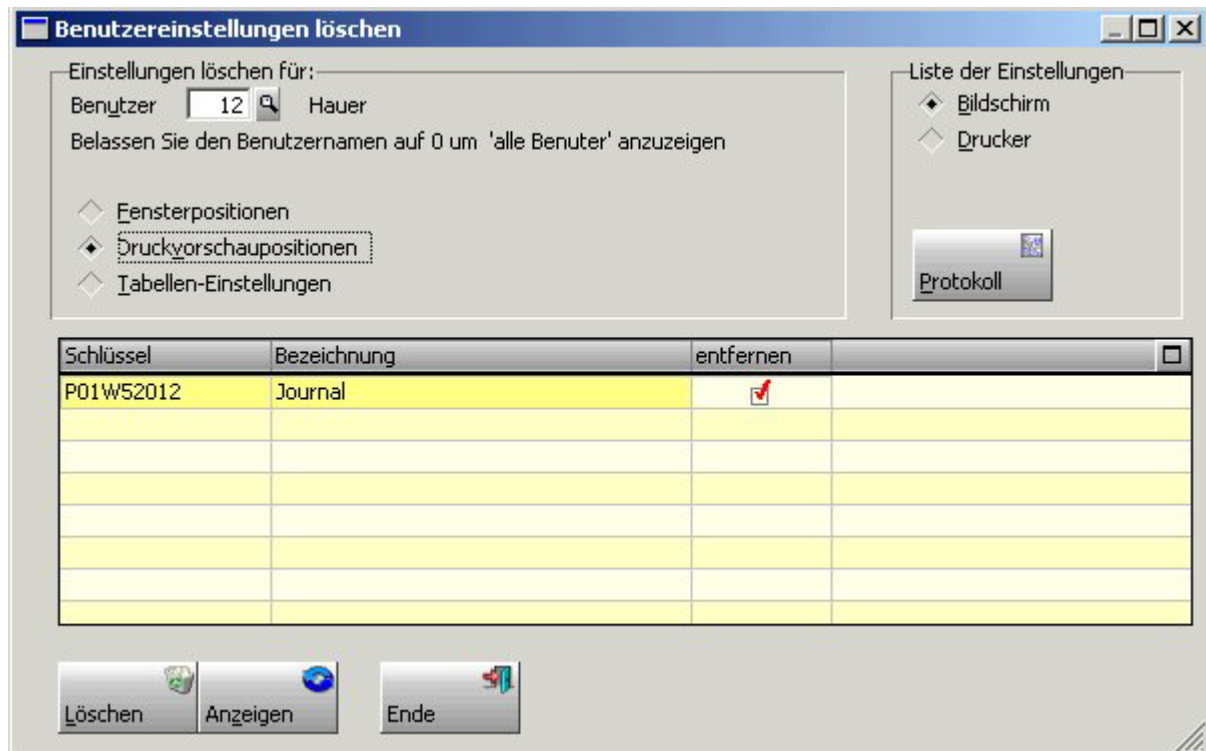 Benutzereinstellungen löschen
Einstellungen löschen für:
Benutzer 12 Hauer
Belassen Sie den Benutzernamen auf 0 um 'alle Benuter' anzuzeigen
Fensterpositionen
Druckvorschaupositionen
Tabellen-Einstellungen
Liste der Einstellungen
Bildschirm
Drucker
Protokoll
Schlüssel Bezeichnung entfernen
P01W52012 Journal
Löschen Anzeigen Ende